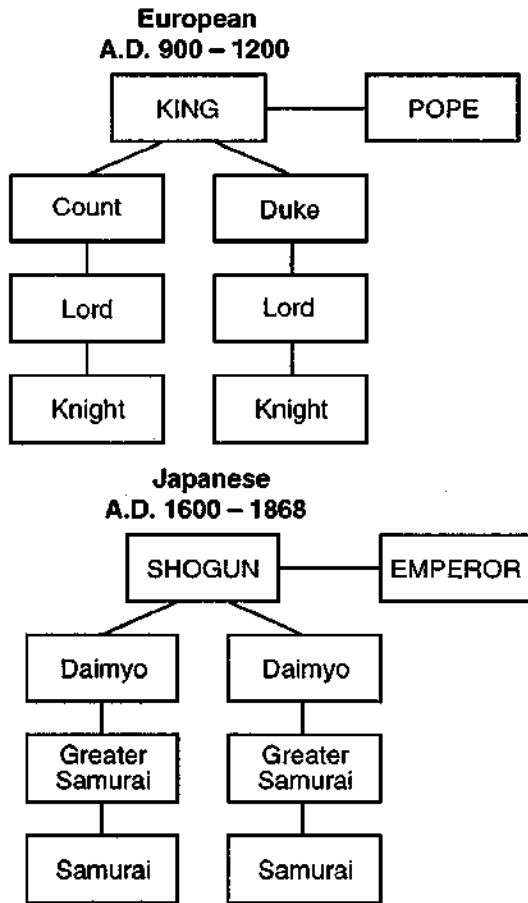 European
A.D. 900 – 1200
KING
POPE
Count
Duke
Lord
Lord
Knight
Knight
Japanese
A.D. 1600 – 1868
SHOGUN
EMPEROR
Daimyo
Daimyo
Greater
Samurai
Greater
Samurai
Samurai
Samurai